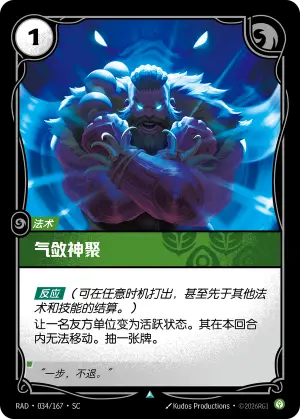 1
法术
气敛神聚
反应 (可在任意时机打出，甚至先于其他法
术和技能的结算。)
让一名友方单位变为活跃状态。其在本回合
内无法移动。抽一张牌。
"一步，不退。"
RAD • 034/167 • SC
Kudos Productions • ©2026RGI